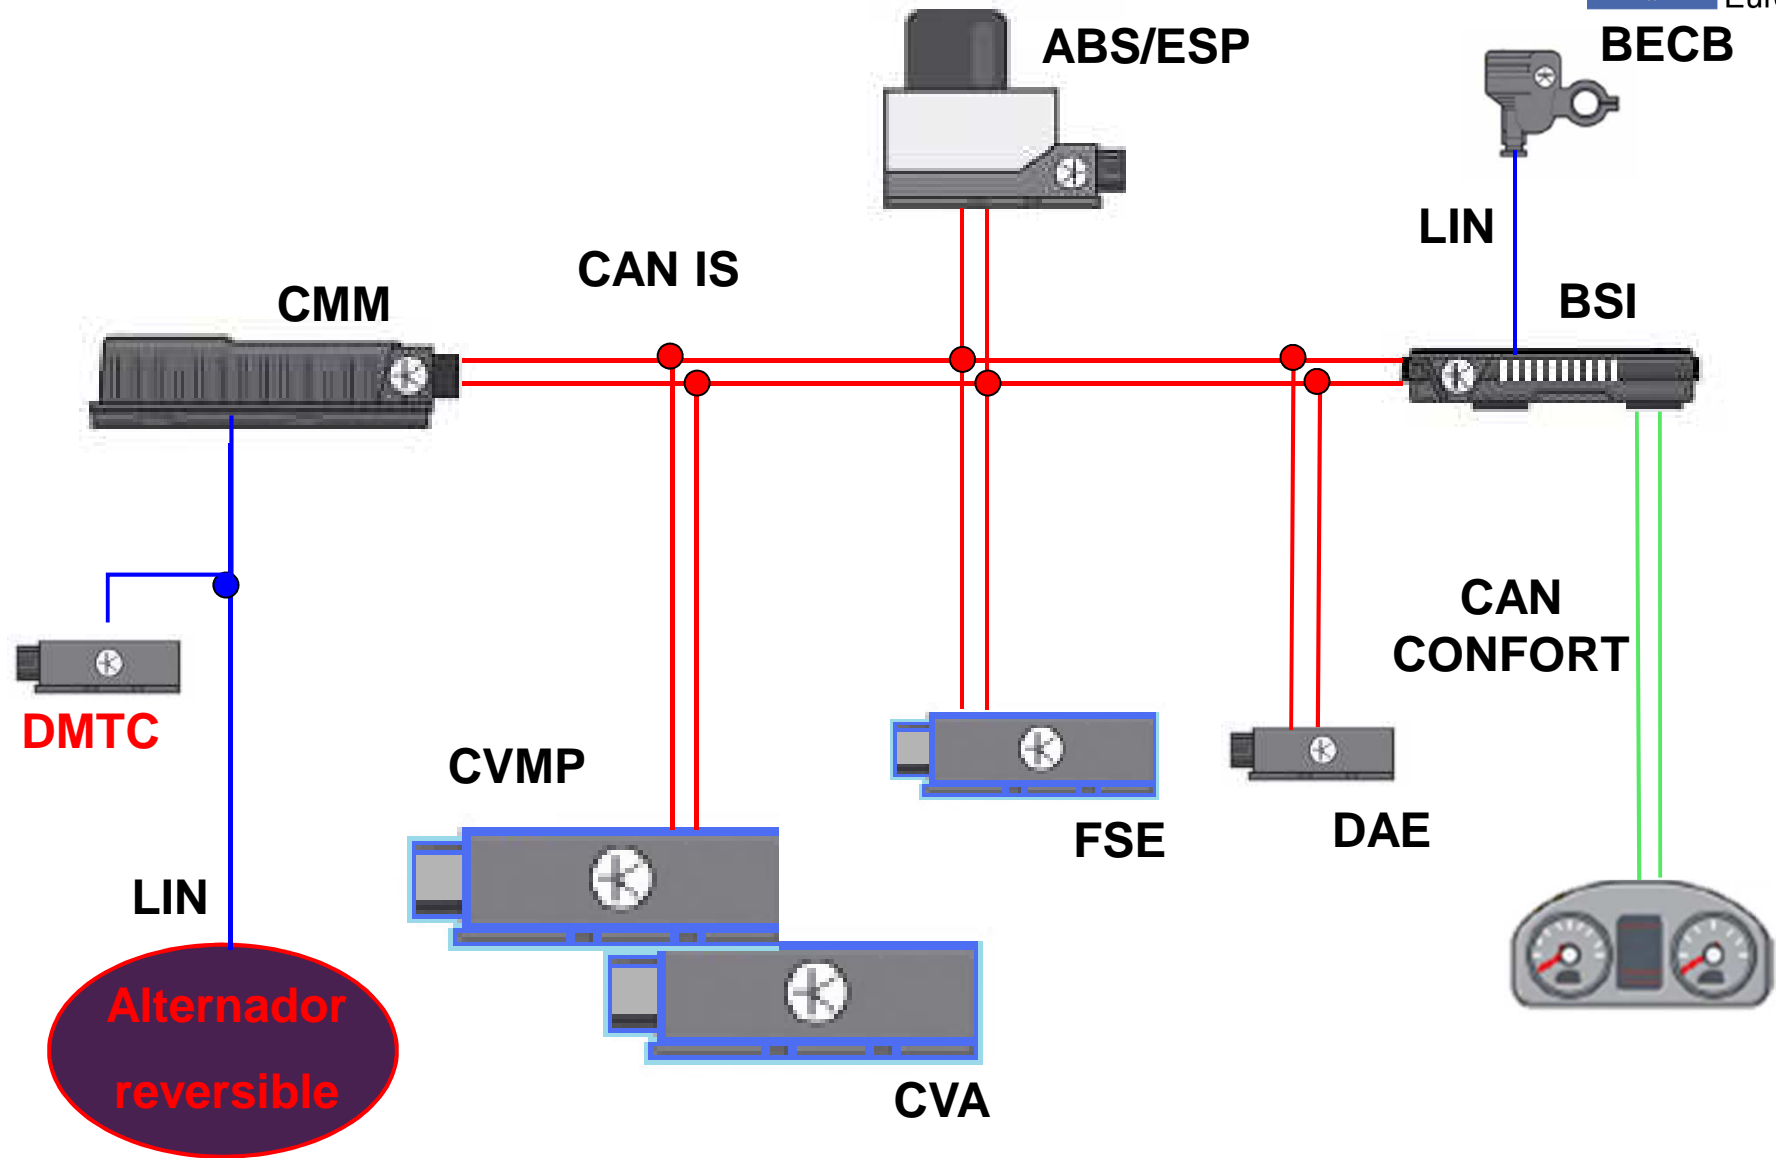 ABS/ESP
BECB
LIN
CAN IS
CMM
BSI
CAN
CONFORT
DMTC
CVMP
FSE
DAE
LIN
Alternador
reversible
CVA